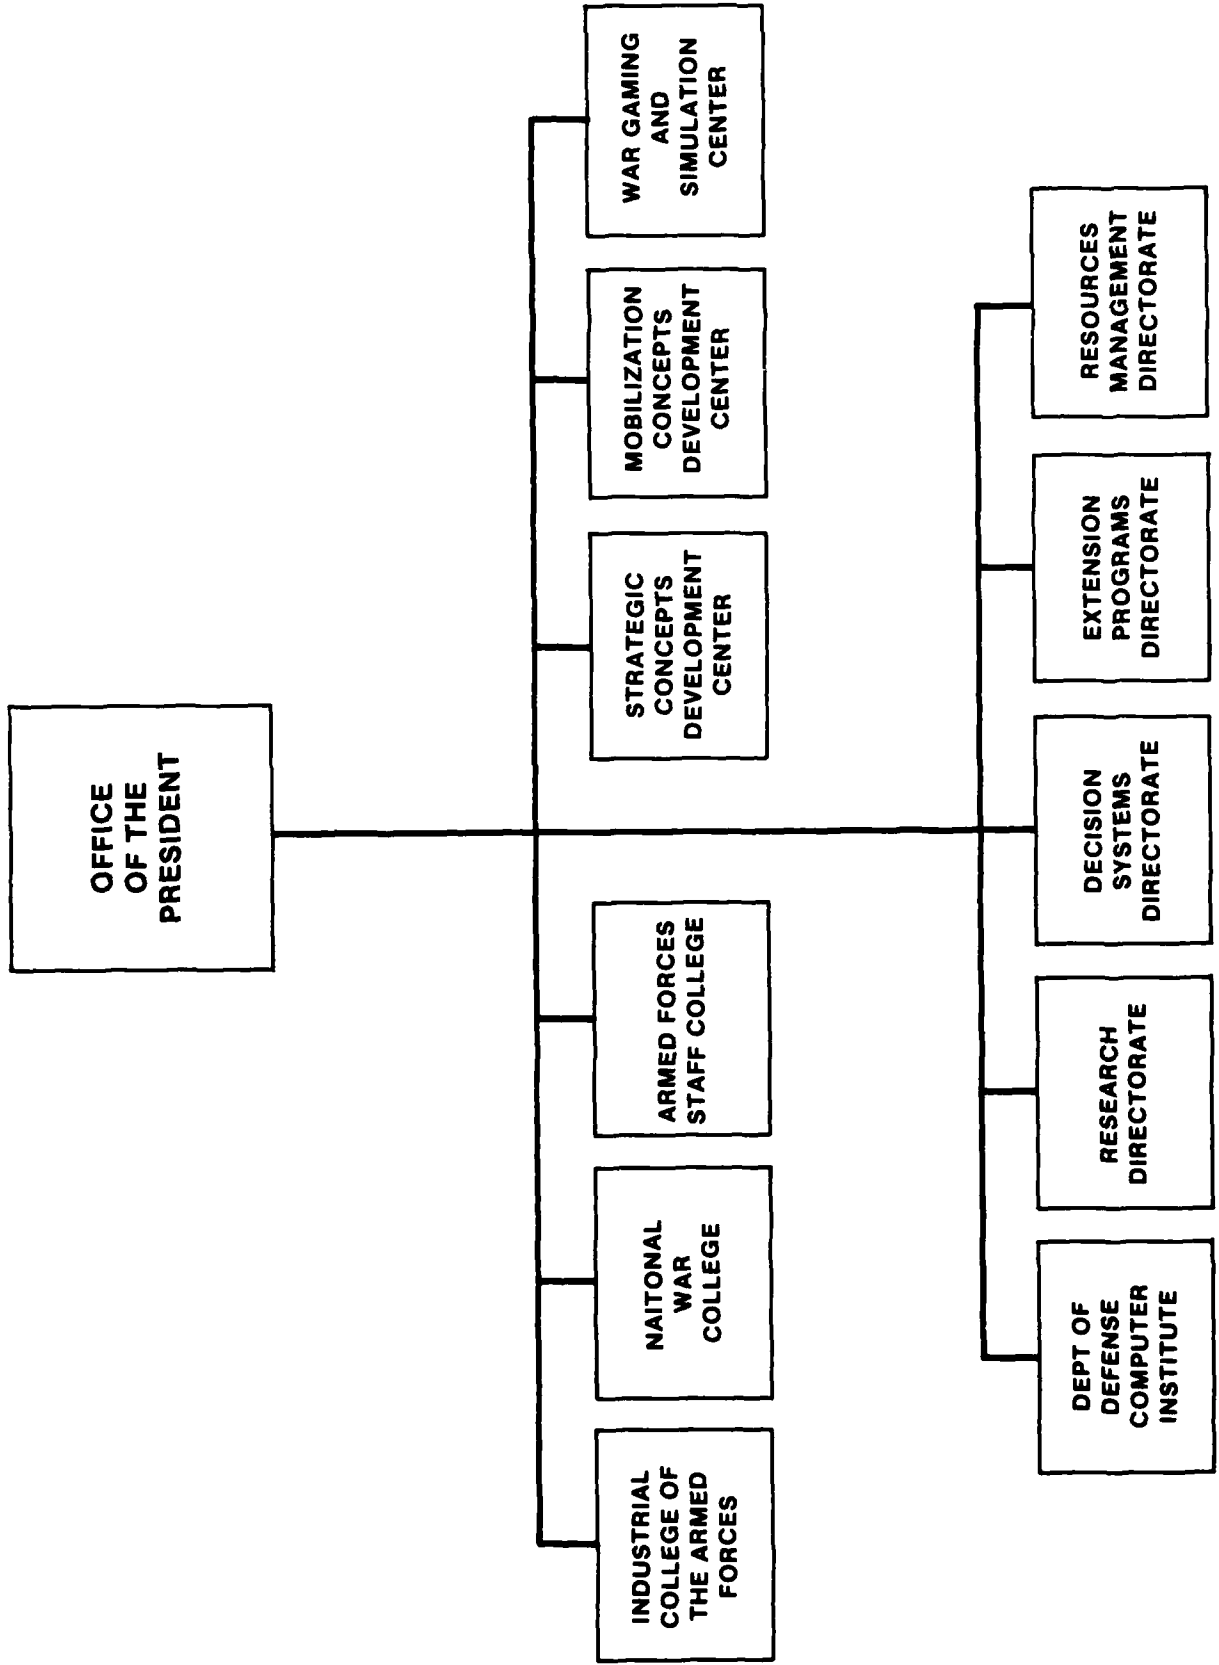 OFFICE
OF THE
PRESIDENT
INDUSTRIAL
COLLEGE OF
THE ARMED
FORCES
NAITONAL
WAR
COLLEGE
ARMED FORCES
STAFF COLLEGE
STRATEGIC
CONCEPTS
DEVELOPMENT
CENTER
MOBILIZATION
CONCEPTS
DEVELOPMENT
CENTER
WAR GAMING
AND
SIMULATION
CENTER
DEPT OF
DEFENSE
COMPUTER
INSTITUTE
RESEARCH
DIRECTORATE
DECISION
SYSTEMS
DIRECTORATE
EXTENSION
PROGRAMS
DIRECTORATE
RESOURCES
MANAGEMENT
DIRECTORATE